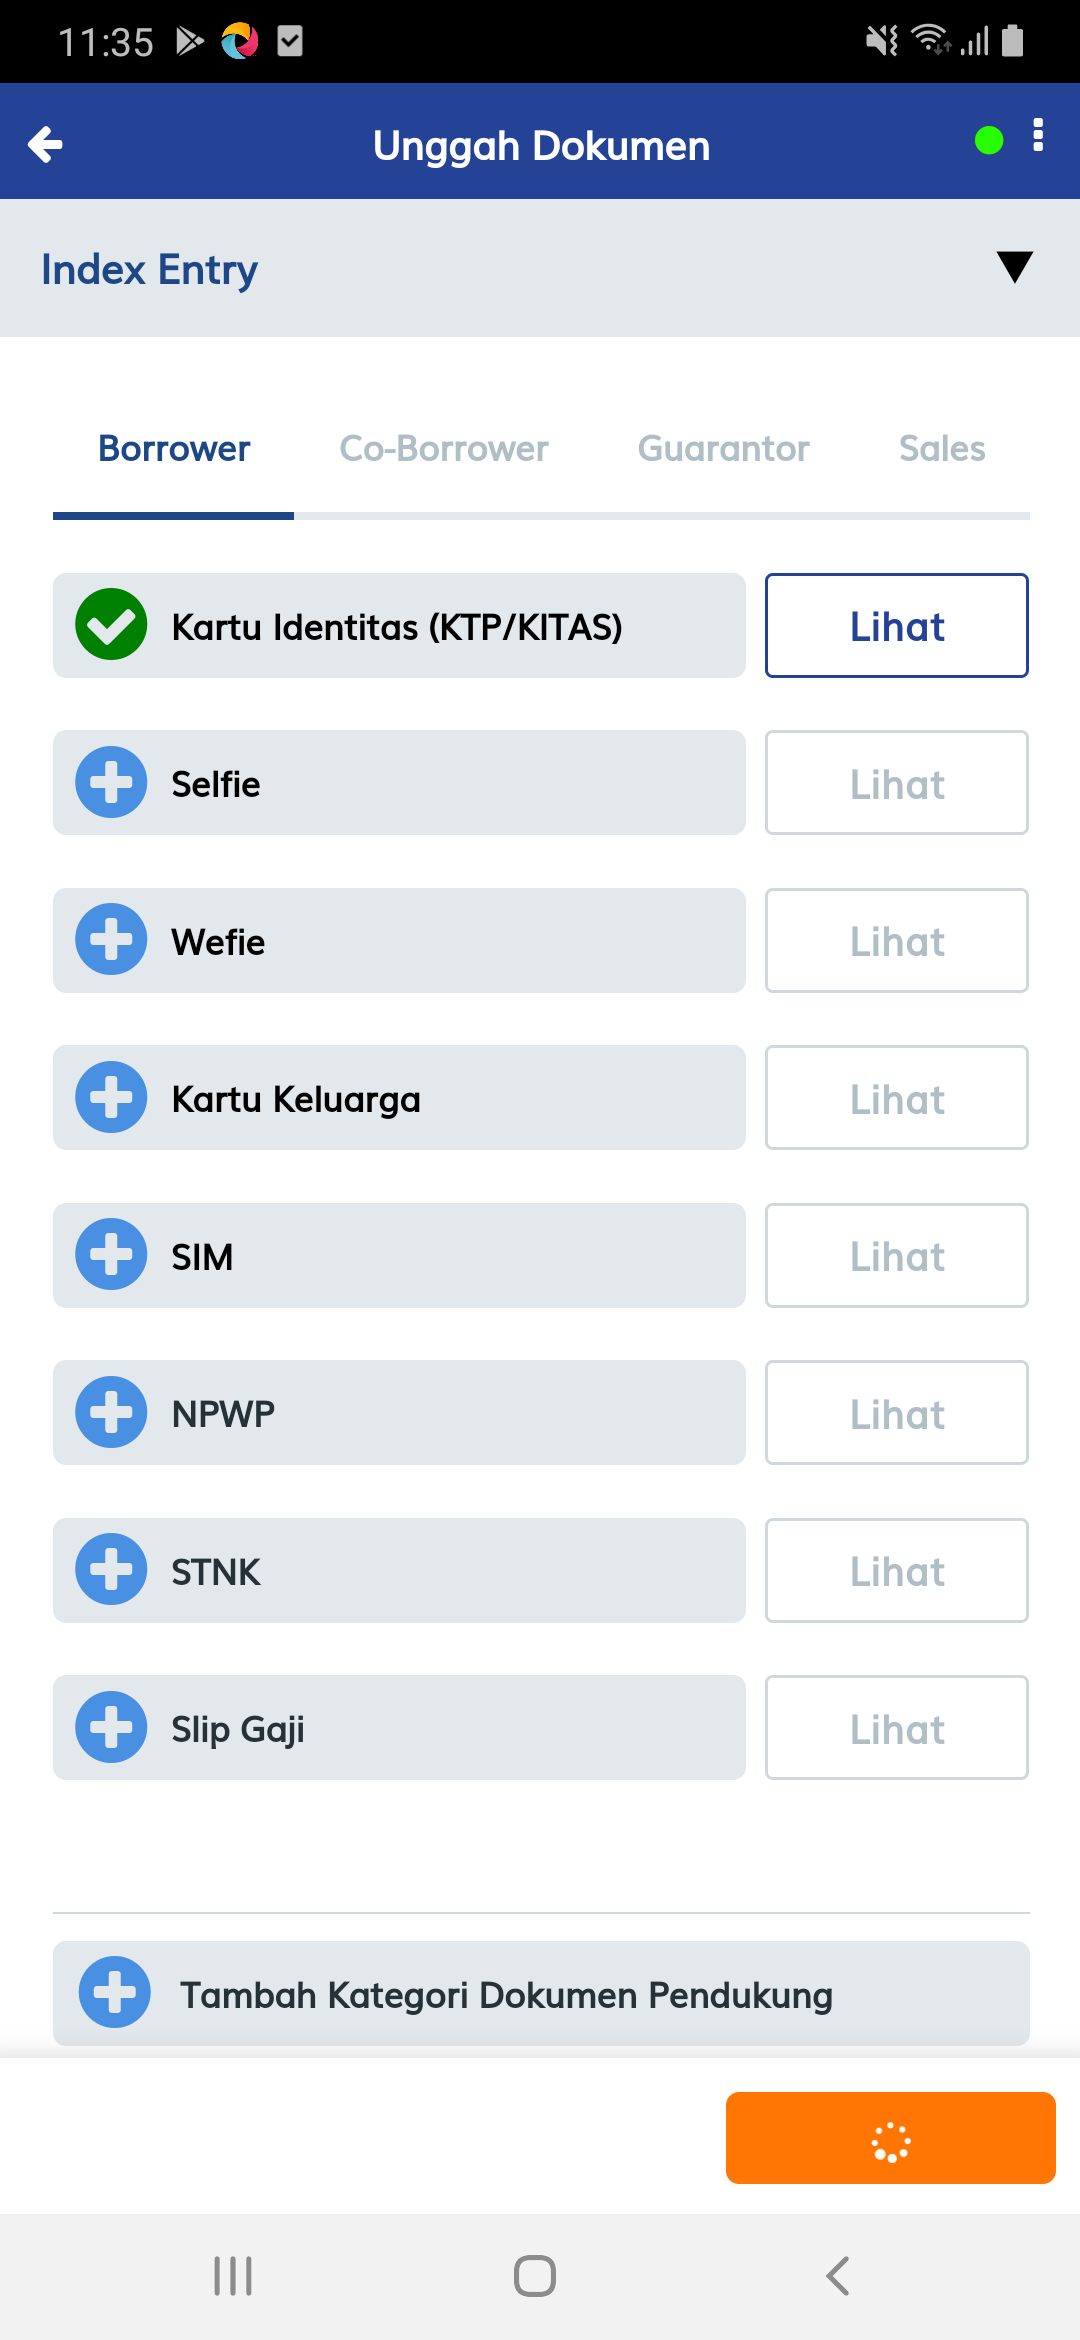 11:35
Unggah Dokumen
Index Entry
Borrower Co-Borrower Guarantor Sales
Kartu Identitas (KTP/KITAS) Lihat
Selfie Lihat
Wefie Lihat
Kartu Keluarga Lihat
SIM Lihat
NPWP Lihat
STNK Lihat
Slip Gaji Lihat
Tambah Kategori Dokumen Pendukung